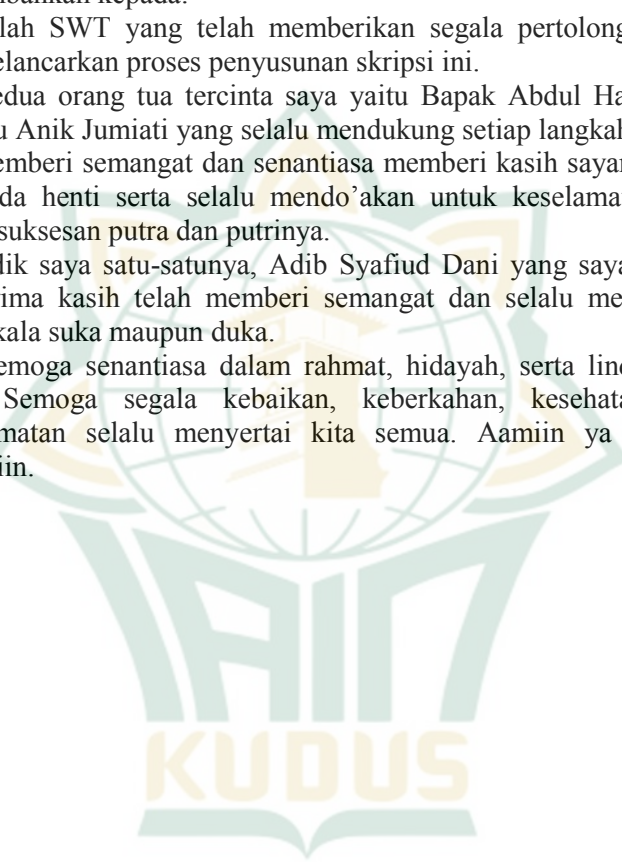 lah SWT yang telah memberikan segala pertolong
elancarkan proses penyusunan skripsi ini.
edua orang tua tercinta saya yaitu Bapak Abdul Ha
u Anik Jumiati yang selalu mendukung setiap langkah
emberi semangat dan senantiasa memberi kasih sayan
da henti serta selalu mendo’akan untuk keselama
suksesan putra dan putrinya.
dik saya satu-satunya, Adib Syafiud Dani yang saya
rima kasih telah memberi semangat dan selalu me
kala suka maupun duka.
emoga senantiasa dalam rahmat, hidayah, serta lind
Semoga segala kebaikan, keberkahan, kesehata
matan selalu menyertai kita semua. Aamiin ya
iin.
IAIN
KUDUS